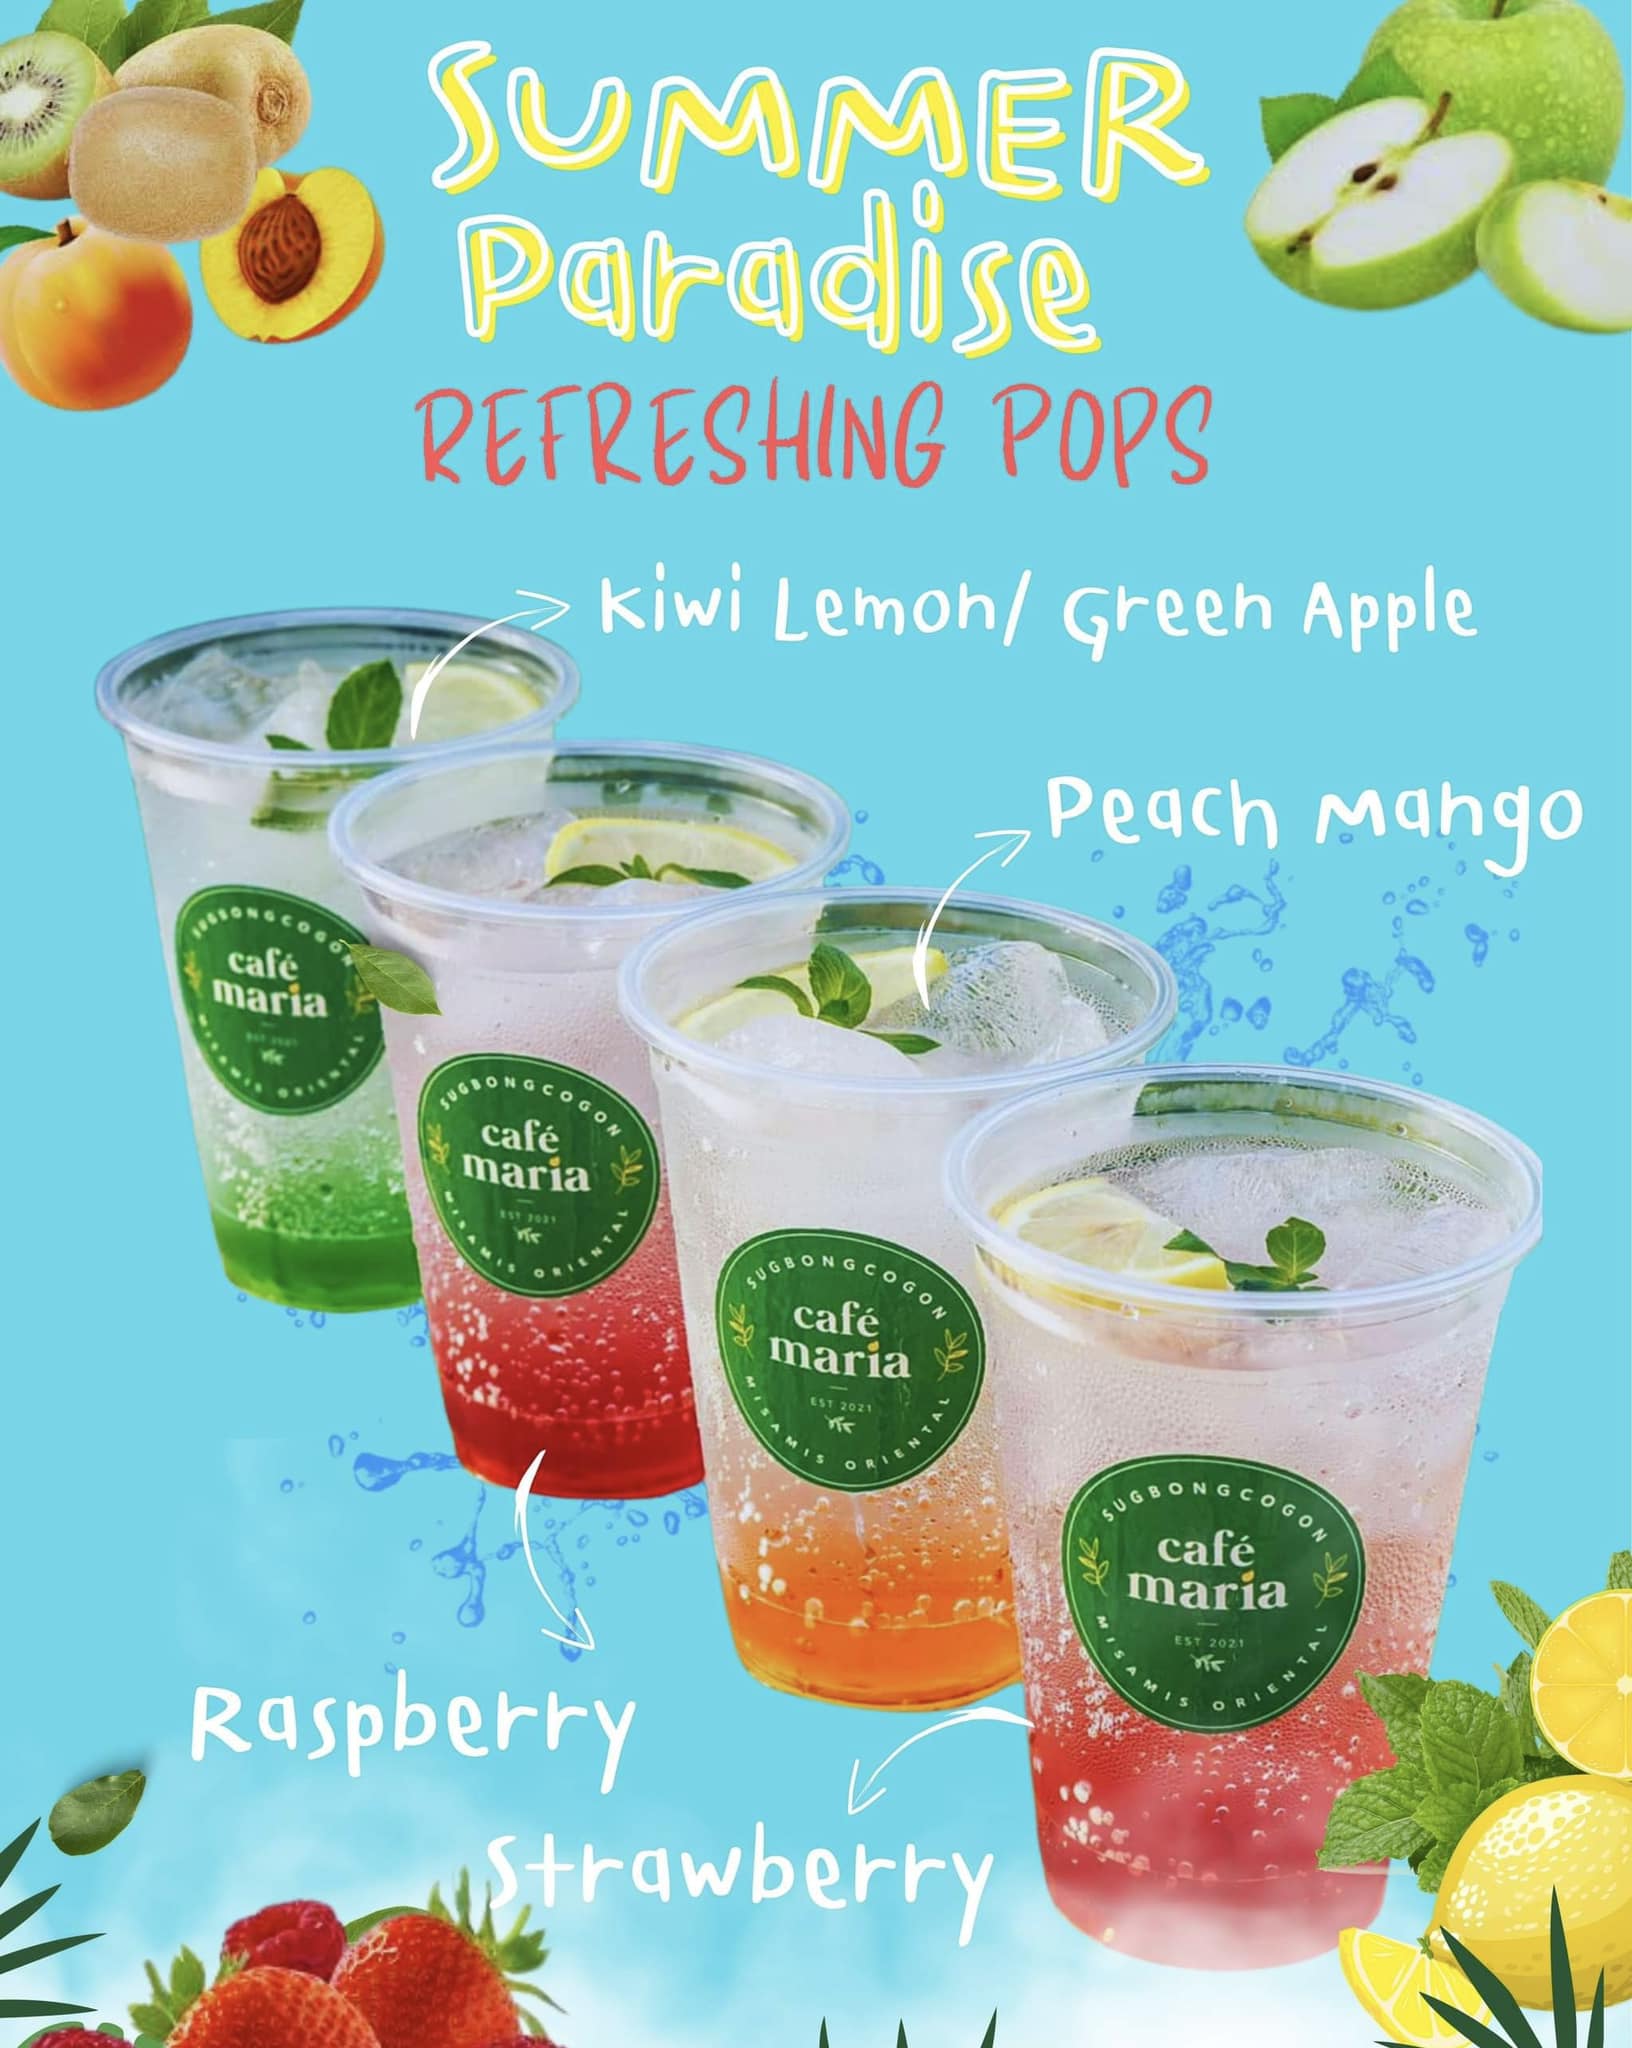 SUMMER
Paradise
REFRESHING POPS
Kiwi Lemon/ Green Apple
Peach Mango
SUGBONGCOGON
café
maria
EST 2021
MISAMIS ORIENTAL
SUGBONGCOGON
café
maria
EST 2021
MISAMIS ORIENTAL
SUGBONGCOGON
café
maria
EST 2021
MISAMIS ORIENTAL
SUGBONGCOGON
café
maria
EST 2021
MISAMIS ORIENTAL
Raspberry
Strawberry